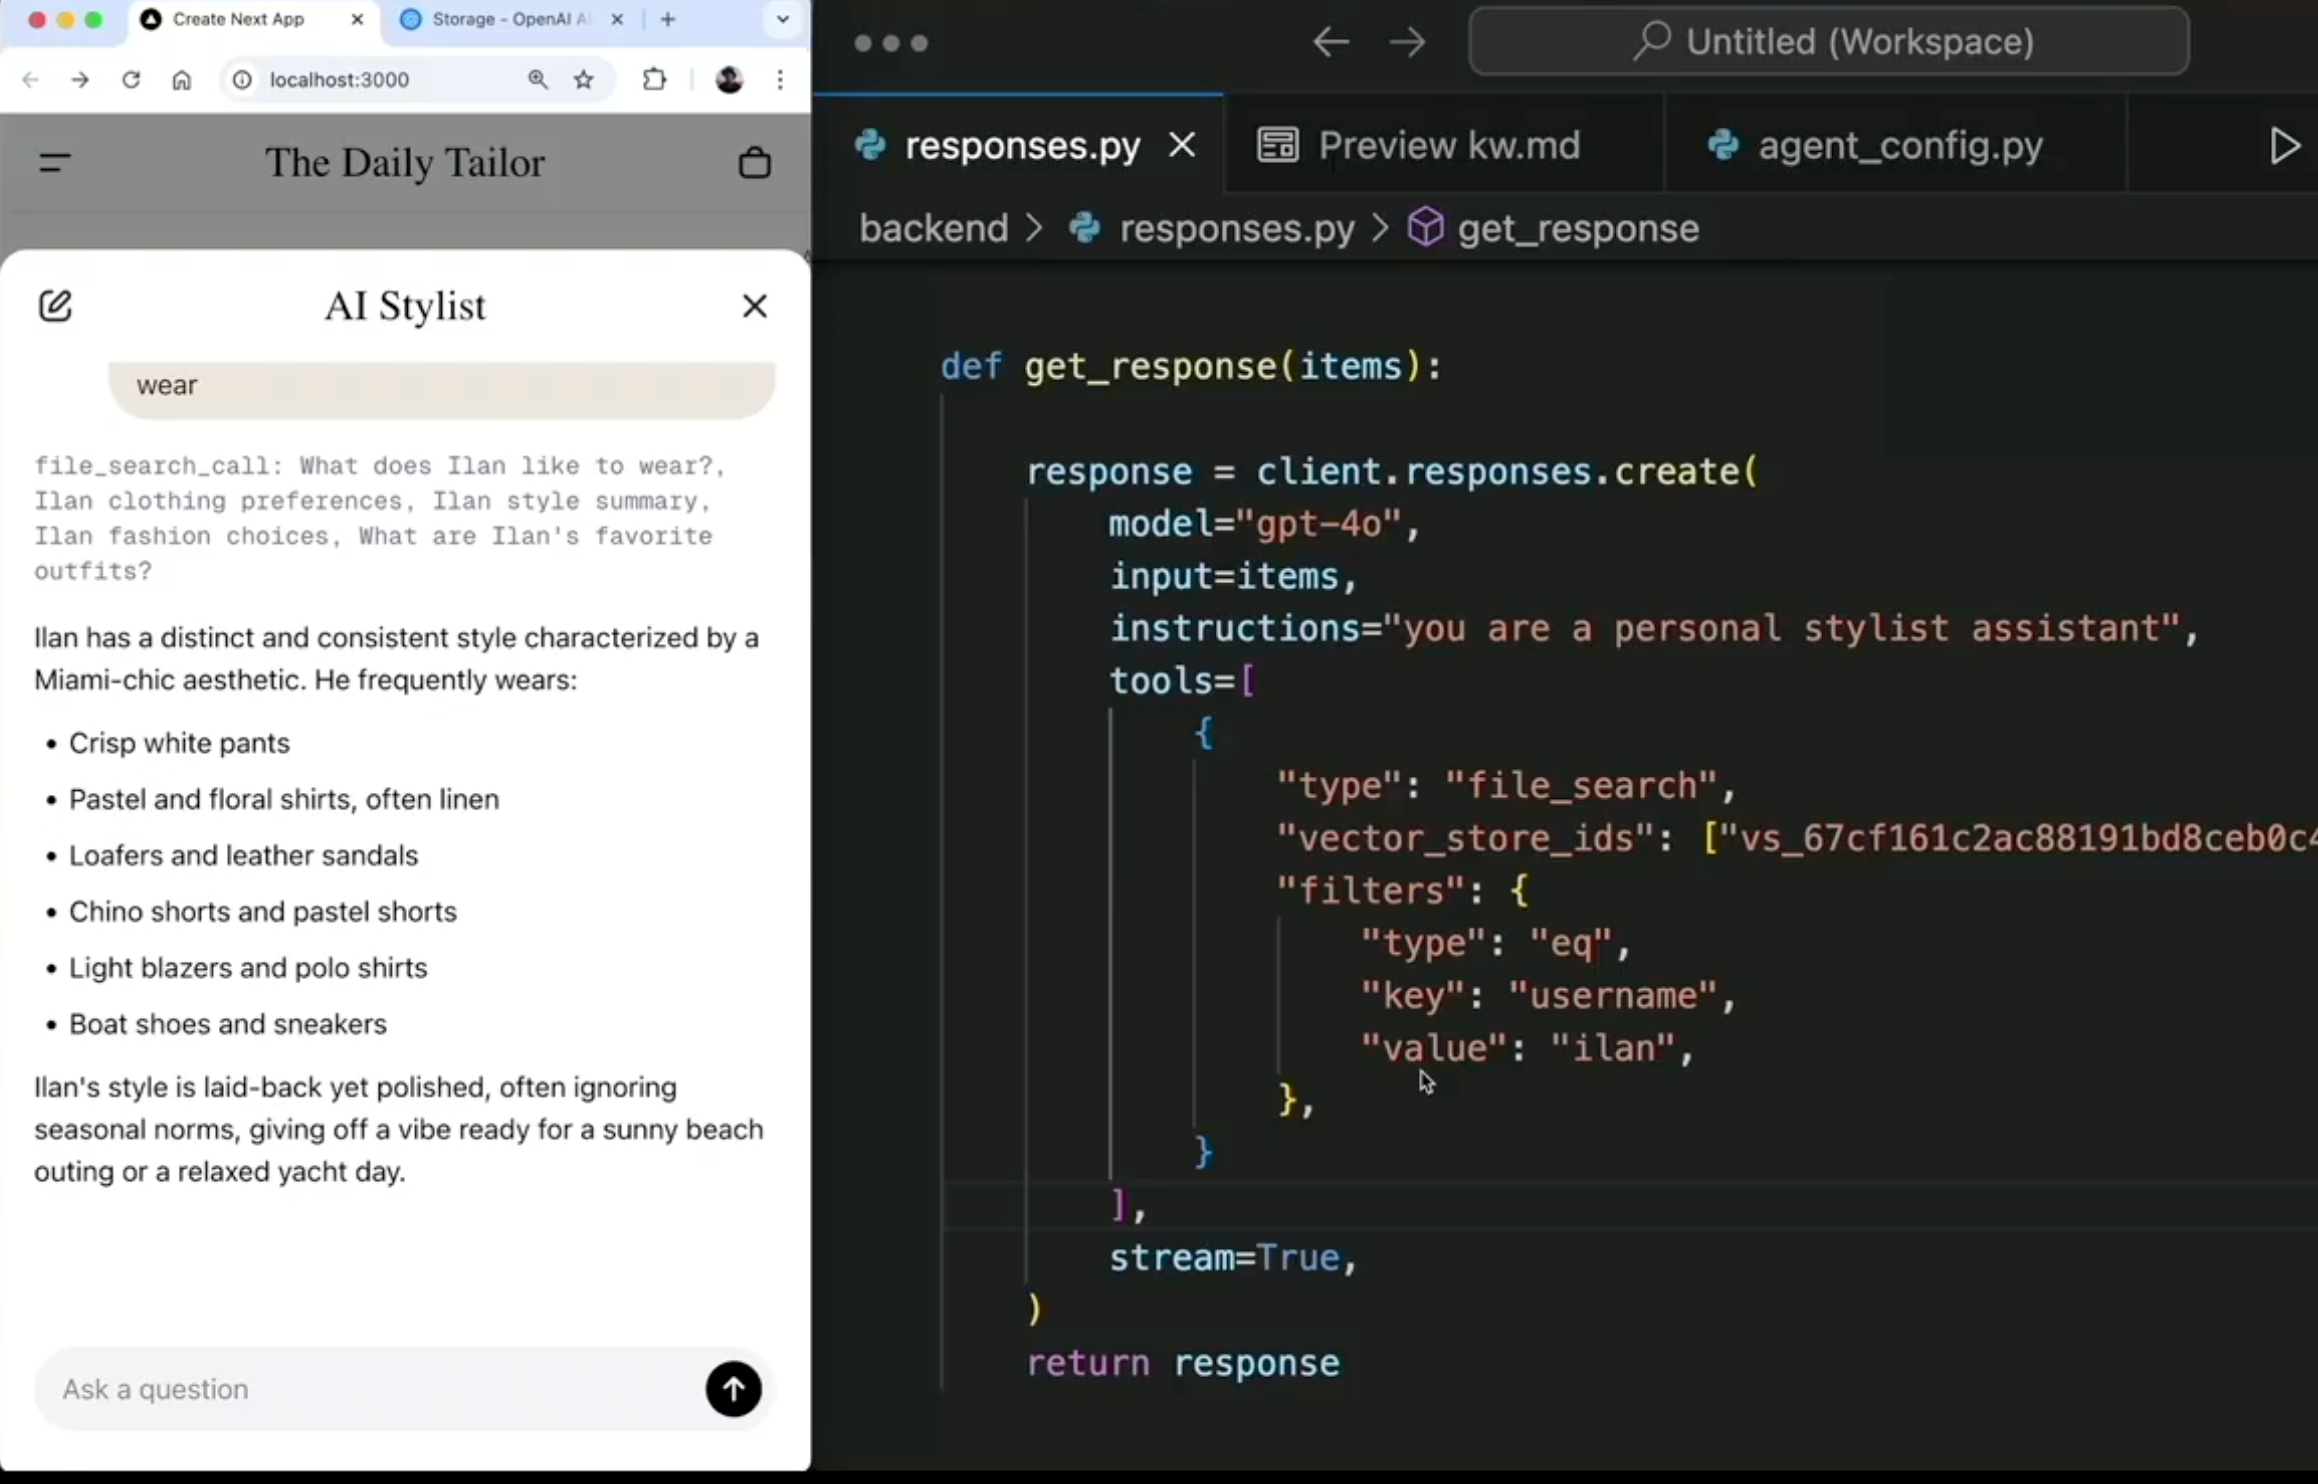 Create Next App
Storage - OpenAI A
localhost:3000
The Daily Tailor
AI Stylist
wear
file_search_call: What does Ilan like to wear?,
Ilan clothing preferences, Ilan style summary,
Ilan fashion choices, What are Ilan's favorite
outfits?
Ilan has a distinct and consistent style characterized by a
Miami-chic aesthetic. He frequently wears:
• Crisp white pants
• Pastel and floral shirts, often linen
• Loafers and leather sandals
• Chino shorts and pastel shorts
• Light blazers and polo shirts
• Boat shoes and sneakers
Ilan's style is laid-back yet polished, often ignoring
seasonal norms, giving off a vibe ready for a sunny beach
outing or a relaxed yacht day.
Ask a question
Untitled (Workspace)
responses.py
Preview kw.md
agent_config.py
backend > responses.py > get_response
def get_response(items):
response = client.responses.create(
model="gpt-4o",
input=items,
instructions="you are a personal stylist assistant",
tools=[
{
"type": "file_search",
"vector_store_ids": ["vs_67cf161c2ac88191bd8ceb0c4
"filters": {
"type": "eq",
"key": "username",
"value": "ilan",
},
}
],
stream=True,
)
return response